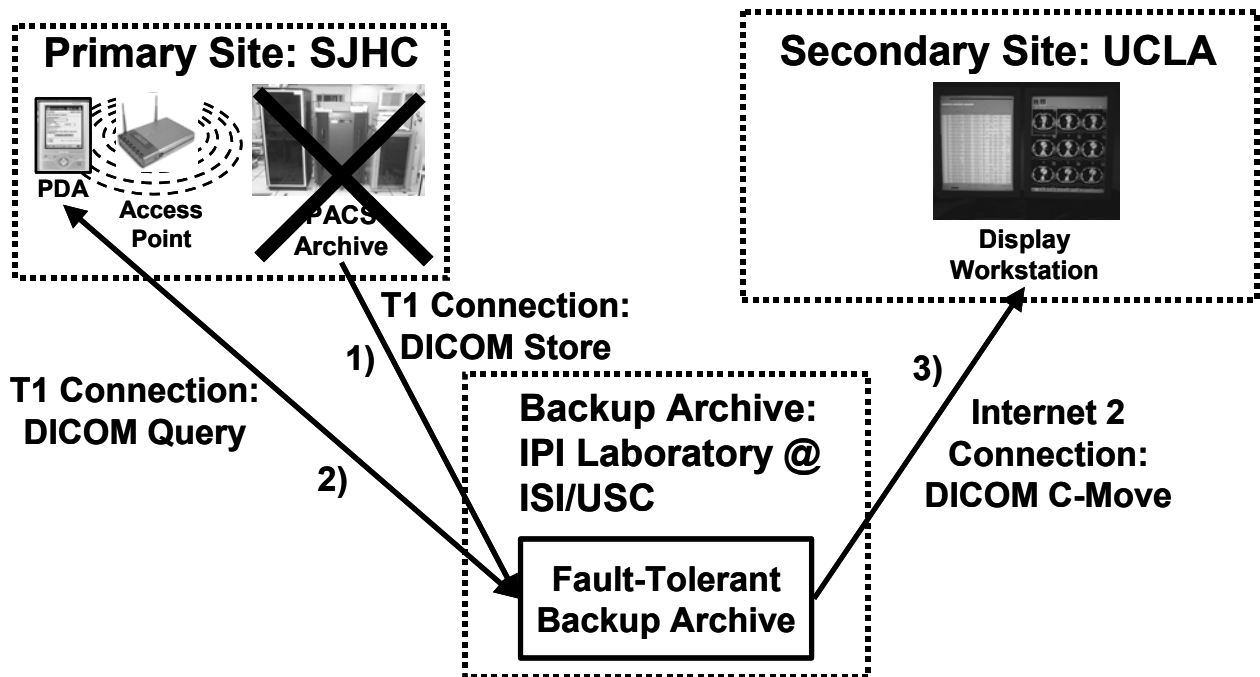 Primary Site: SJHC
PDA
Access
Point
PACS
Archive
Secondary Site: UCLA
Display
Workstation
T1 Connection:
DICOM Store
1)
T1 Connection:
DICOM Query
2)
Backup Archive:
IPI Laboratory @
ISI/USC
Fault-Tolerant
Backup Archive
3)
Internet 2
Connection:
DICOM C-Move